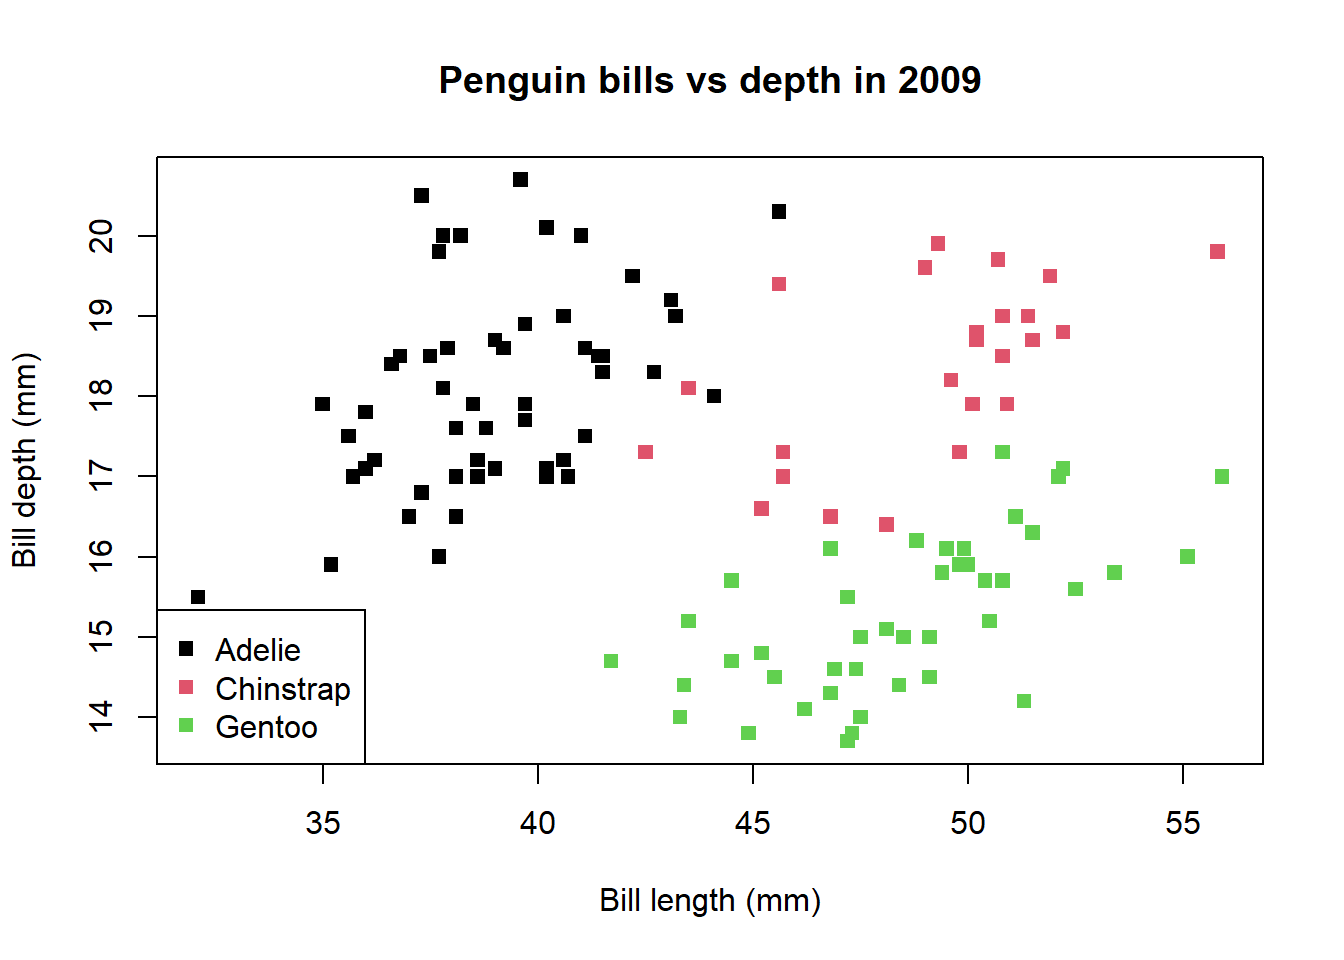 Penguin bills vs depth in 2009
Bill depth (mm)
20
19
18
17
16
15
14
Adelie
Chinstrap
Gentoo
35 40 45 50 55
Bill length (mm)